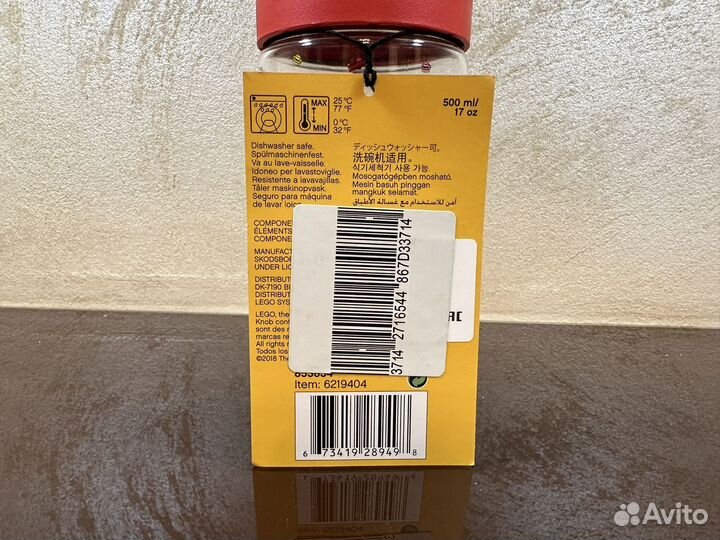 MAX
MIN
25 °C
77 °F
0 °C
32 °F
500 ml/
17 oz
Dishwasher safe.
Spülmaschinenfest.
Va au lave-vaisselle.
Idoneo per lavastoviglie.
Resistente a lavavajillas.
Tåler maskinopvask.
Seguro para máquina
de lavar
ディッシュウォッシャー可。
洗碗机适用。
식기세척기 사용 가능.
Mosogatógépben mosható.
Mesin basuh pinggan
mangkuk selamat.
آمن للاستخدام مع غسالة الأطباق
COMPONE
ÉLÉMENTS
COMPONE
MANUFACT
SKODSBOR
UNDER LIC
DISTRIBUT
DK-7190 B
DISTRIBUT
LEGO SYS
LEGO, the
Knob conf
sont des
marcas re
All rights
Todos los
©2018 The
3714 2716544 867D33714
Item: 6219404
6 73419 28949 8
Avito